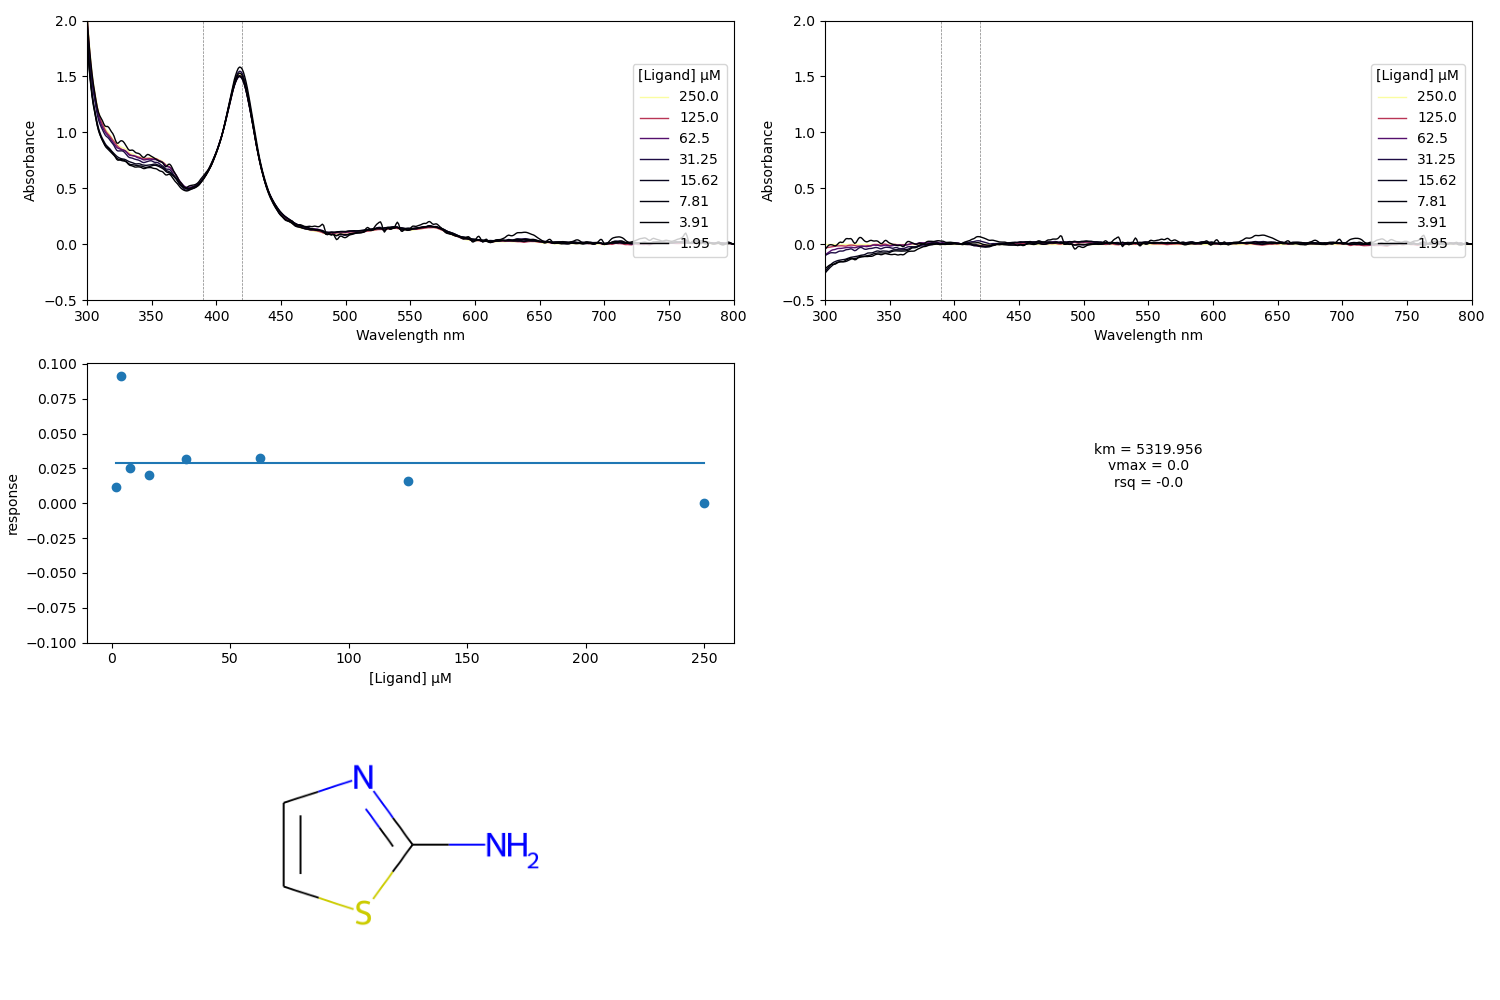 2.0
1.5
1.0
0.5
0.0
−0.5
Absorbance
300 350 400 450 500 550 600 650 700 750 800
Wavelength nm
[Ligand] µM
250.0
125.0
62.5
31.25
15.62
7.81
3.91
1.95
2.0
1.5
1.0
0.5
0.0
−0.5
Absorbance
300 350 400 450 500 550 600 650 700 750 800
Wavelength nm
[Ligand] µM
250.0
125.0
62.5
31.25
15.62
7.81
3.91
1.95
0.100
0.075
0.050
0.025
0.000
−0.025
−0.050
−0.075
−0.100
response
0 50 100 150 200 250
[Ligand] µM
km = 5319.956
vmax = 0.0
rsq = -0.0
N
NH2
S